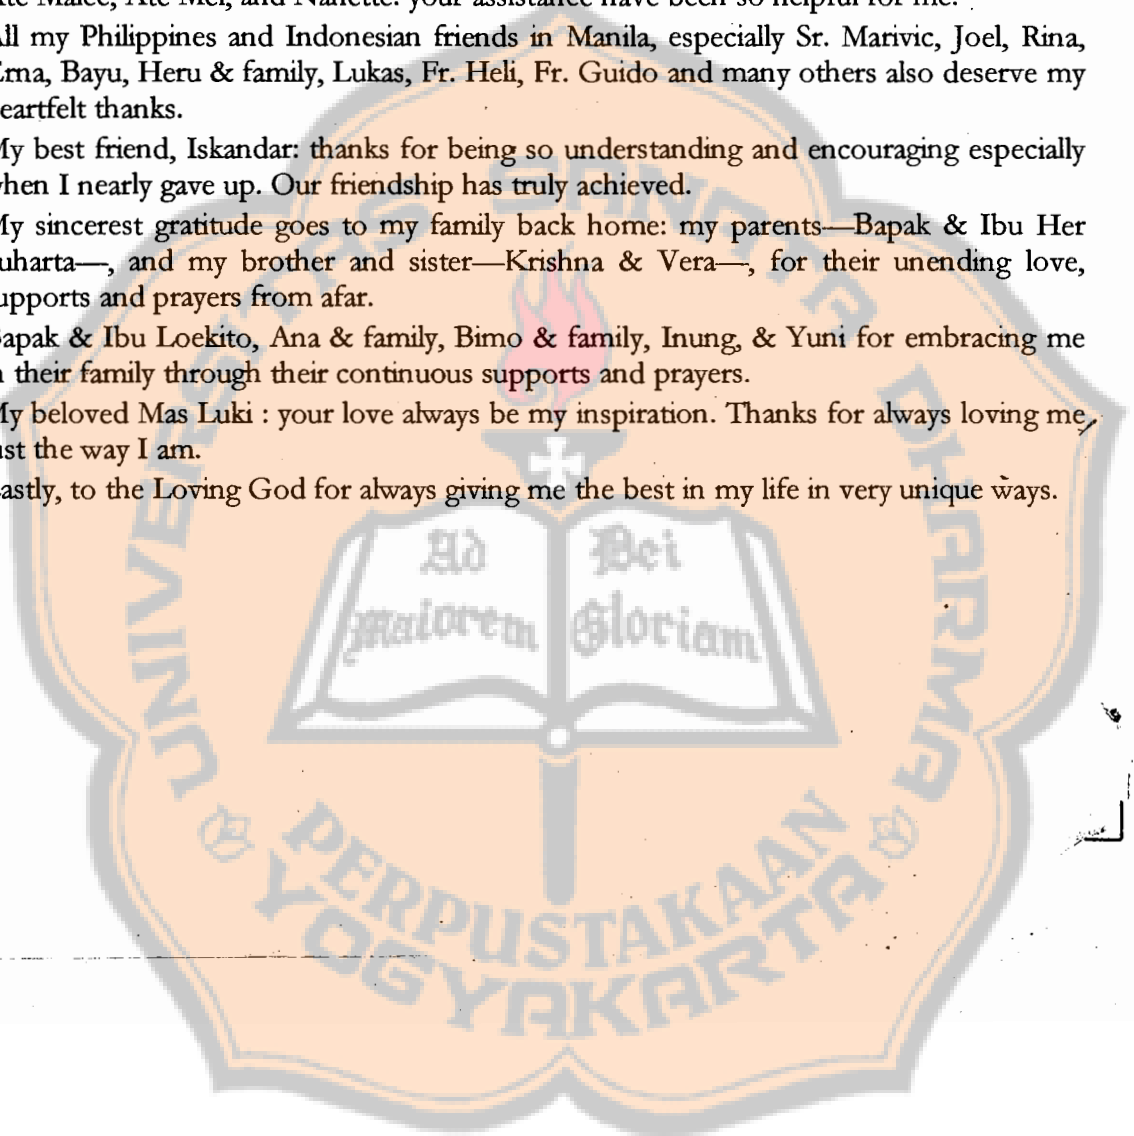 Ate Mei, and Nanette: your assistance have been so helpful for me.
All my Philippines and Indonesian friends in Manila, especially Sr. Marivic, Joel, Rina,
Erna, Bayu, Heru & family, Lukas, Fr. Heli, Fr. Guido and many others also deserve my
eartfelt thanks.
My best friend, Iskandar: thanks for being so understanding and encouraging especially
when I nearly gave up. Our friendship has truly achieved.
My sincerest gratitude goes to my family back home: my parents—Bapak & Ibu Her
uharta—, and my brother and sister—Krishna & Vera—, for their unending love,
upports and prayers from afar.
apak & Ibu Loekito, Ana & family, Bimo & family, Inung, & Yuni for embracing me
their family through their continuous supports and prayers.
My beloved Mas Luki : your love always be my inspiration. Thanks for always loving me,
ust the way I am.
astly, to the Loving God for always giving me the best in my life in very unique ways.
UNIVERSITAS SANATA DHARMA
Ad
maiorem
Dei
Gloriam
PERPUSTAKAAN
YOGYAKARTA